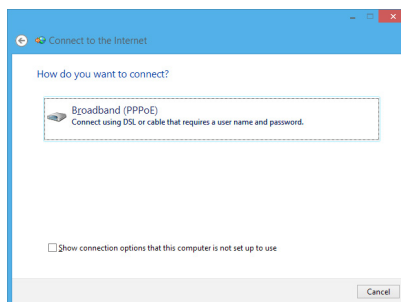 Connect to the Internet
How do you want to connect?
Broadband (PPPoE)
Connect using DSL or cable that requires a user name and password.
Show connection options that this computer is not set up to use
Cancel